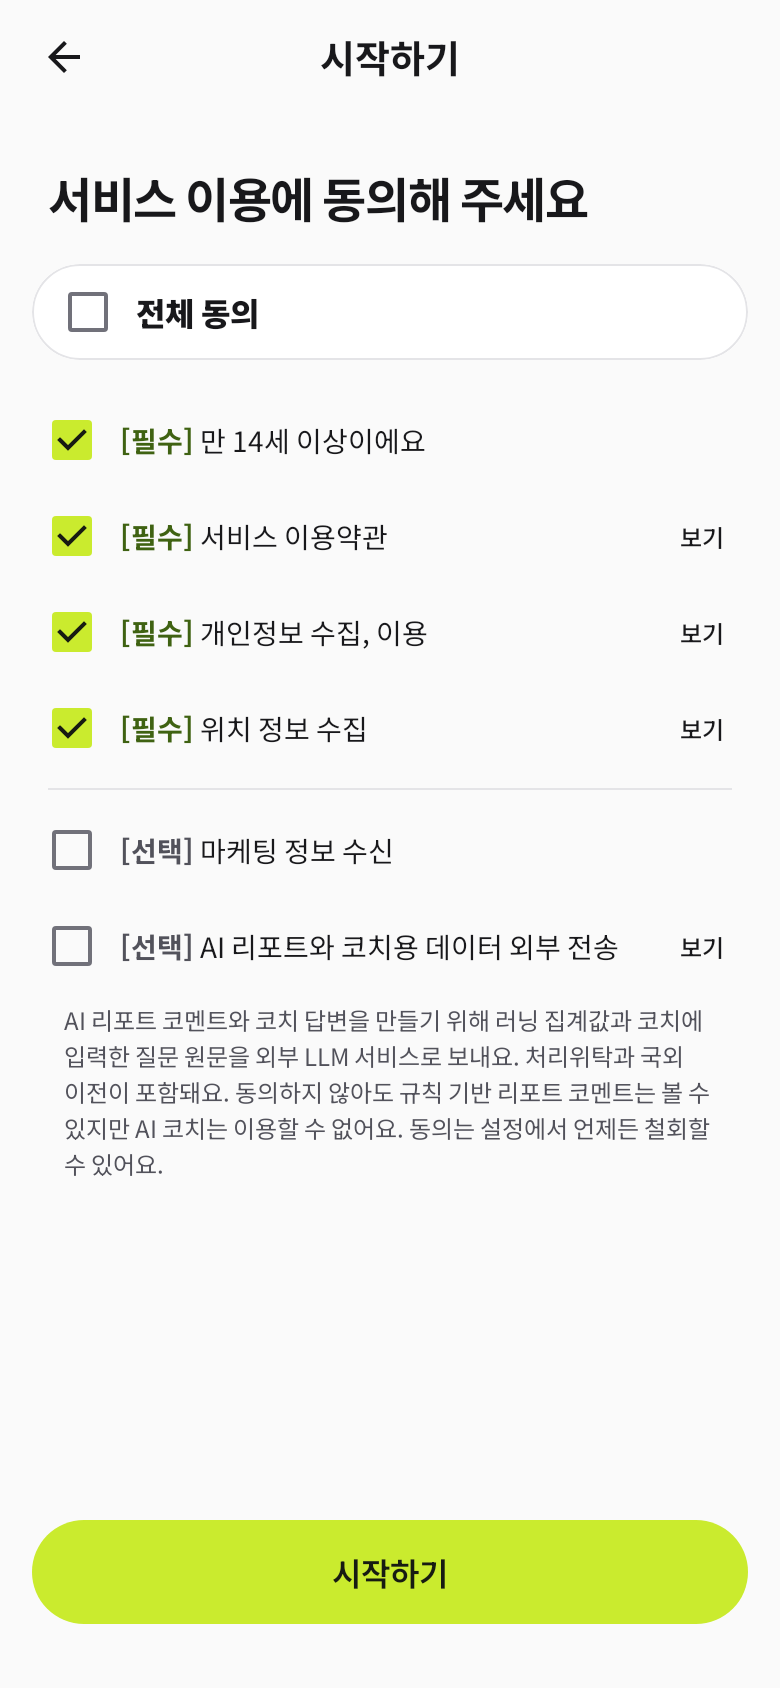 시작하기
서비스 이용에 동의해 주세요
전체 동의
[필수] 만 14세 이상이에요
[필수] 서비스 이용약관 보기
[필수] 개인정보 수집, 이용 보기
[필수] 위치 정보 수집 보기
[선택] 마케팅 정보 수신
[선택] AI 리포트와 코치용 데이터 외부 전송 보기
AI 리포트 코멘트와 코치 답변을 만들기 위해 러닝 집계값과 코치에
입력한 질문 원문을 외부 LLM 서비스로 보내요. 처리위탁과 국외
이전이 포함돼요. 동의하지 않아도 규칙 기반 리포트 코멘트는 볼 수
있지만 AI 코치는 이용할 수 없어요. 동의는 설정에서 언제든 철회할
수 있어요.
시작하기